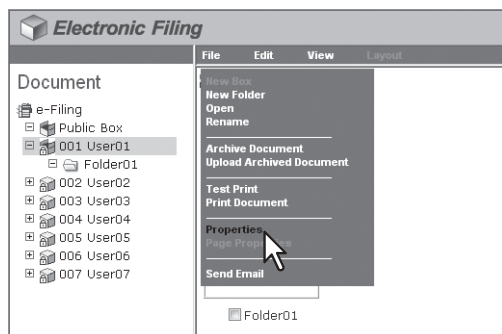 Electronic Filing
File Edit View Layout
Document
e-Filing
Public Box
001 User01
Folder01
002 User02
003 User03
004 User04
005 User05
006 User06
007 User07
New Box
New Folder
Open
Rename
Archive Document
Upload Archived Document
Test Print
Print Document
Properties
Page Properties
Send Email
Folder01